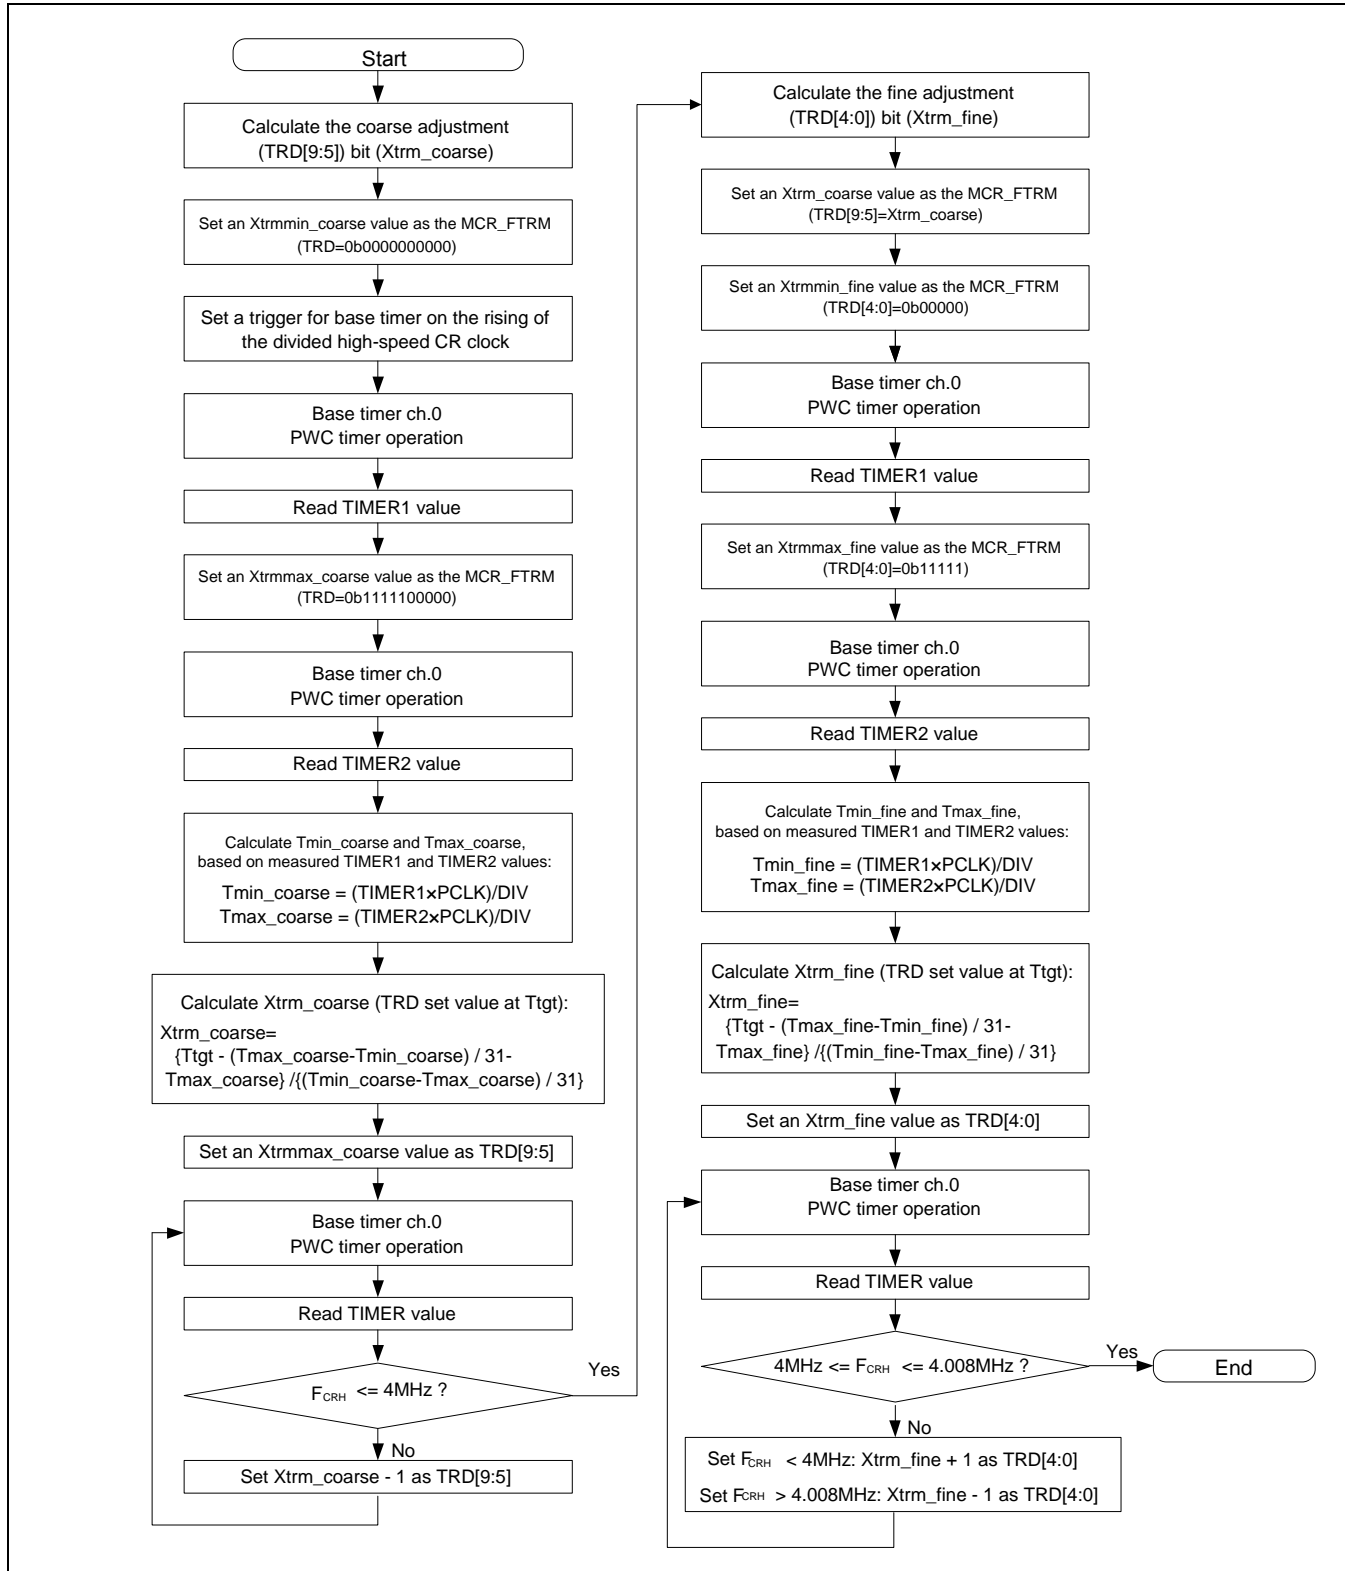 Start
Calculate the coarse adjustment
(TRD[9:5]) bit (Xtrm_coarse)
Set an Xtrmmin_coarse value as the MCR_FTRM
(TRD=0b0000000000)
Set a trigger for base timer on the rising of
the divided high-speed CR clock
Base timer ch.0
PWC timer operation
Read TIMER1 value
Set an Xtrmmax_coarse value as the MCR_FTRM
(TRD=0b1111100000)
Base timer ch.0
PWC timer operation
Read TIMER2 value
Calculate Tmin_coarse and Tmax_coarse,
based on measured TIMER1 and TIMER2 values:
Tmin_coarse = (TIMER1×PCLK)/DIV
Tmax_coarse = (TIMER2×PCLK)/DIV
Calculate Xtrm_coarse (TRD set value at Ttgt):
Xtrm_coarse=
{Ttgt - (Tmax_coarse-Tmin_coarse) / 31-
Tmax_coarse} /{(Tmin_coarse-Tmax_coarse) / 31}
Set an Xtrmmax_coarse value as TRD[9:5]
Base timer ch.0
PWC timer operation
Read TIMER value
FCRH <= 4MHz ?
Yes
No
Set Xtrm_coarse - 1 as TRD[9:5]
Calculate the fine adjustment
(TRD[4:0]) bit (Xtrm_fine)
Set an Xtrm_coarse value as the MCR_FTRM
(TRD[9:5]=Xtrm_coarse)
Set an Xtrmmin_fine value as the MCR_FTRM
(TRD[4:0]=0b00000)
Base timer ch.0
PWC timer operation
Read TIMER1 value
Set an Xtrmmax_fine value as the MCR_FTRM
(TRD[4:0]=0b11111)
Base timer ch.0
PWC timer operation
Read TIMER2 value
Calculate Tmin_fine and Tmax_fine,
based on measured TIMER1 and TIMER2 values:
Tmin_fine = (TIMER1×PCLK)/DIV
Tmax_fine = (TIMER2×PCLK)/DIV
Calculate Xtrm_fine (TRD set value at Ttgt):
Xtrm_fine=
{Ttgt - (Tmax_fine-Tmin_fine) / 31-
Tmax_fine} /{(Tmin_fine-Tmax_fine) / 31}
Set an Xtrm_fine value as TRD[4:0]
Base timer ch.0
PWC timer operation
Read TIMER value
4MHz <= FCRH <= 4.008MHz ?
Yes
End
No
Set FCRH < 4MHz: Xtrm_fine + 1 as TRD[4:0]
Set FCRH > 4.008MHz: Xtrm_fine - 1 as TRD[4:0]